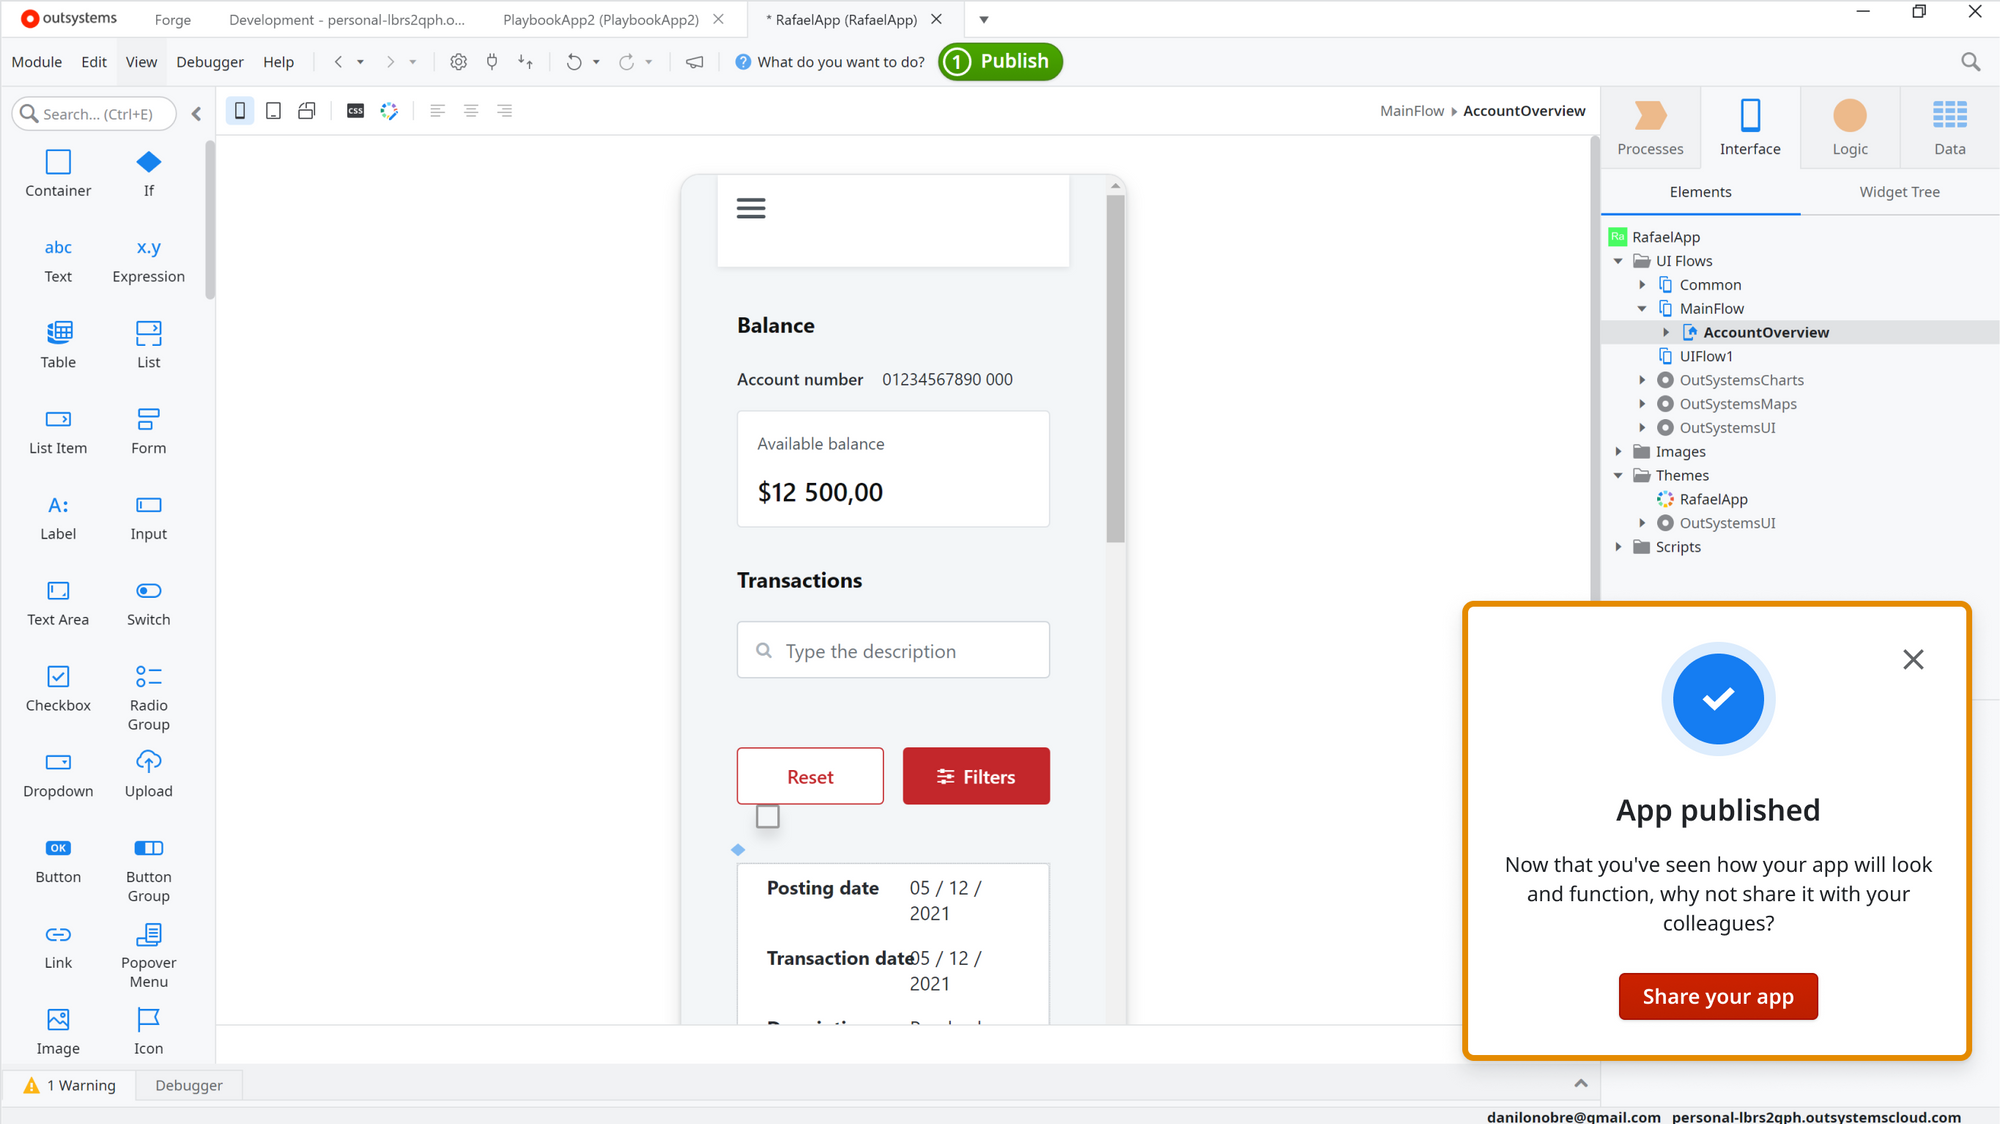 outsystems
Forge
Development - personal-lbrs2qph.o...
PlaybookApp2 (PlaybookApp2)
* RafaelApp (RafaelApp)
Module
Edit
View
Debugger
Help
? What do you want to do?
1 Publish
Search... (Ctrl+E)
CSS
MainFlow
AccountOverview
Container
If
abc
Text
x.y
Expression
Table
List
List Item
Form
A:
Label
Input
Text Area
Switch
Checkbox
Radio
Group
Dropdown
Upload
OK
Button
Button
Group
Link
Popover
Menu
Image
Icon
Balance
Account number 01234567890 000
Available balance
$12 500,00
Transactions
Type the description
Reset
Filters
Posting date
05 / 12 /
2021
Transaction date
05 / 12 /
2021
Processes
Interface
Logic
Data
Elements
Widget Tree
Ra RafaelApp
UI Flows
Common
MainFlow
AccountOverview
UIFlow1
OutSystemsCharts
OutSystemsMaps
OutSystemsUI
Images
Themes
RafaelApp
OutSystemsUI
Scripts
App published
Now that you've seen how your app will look
and function, why not share it with your
colleagues?
Share your app
1 Warning
Debugger
danilonobre@gmail.com personal-lbrs2qph.outsystemscloud.com